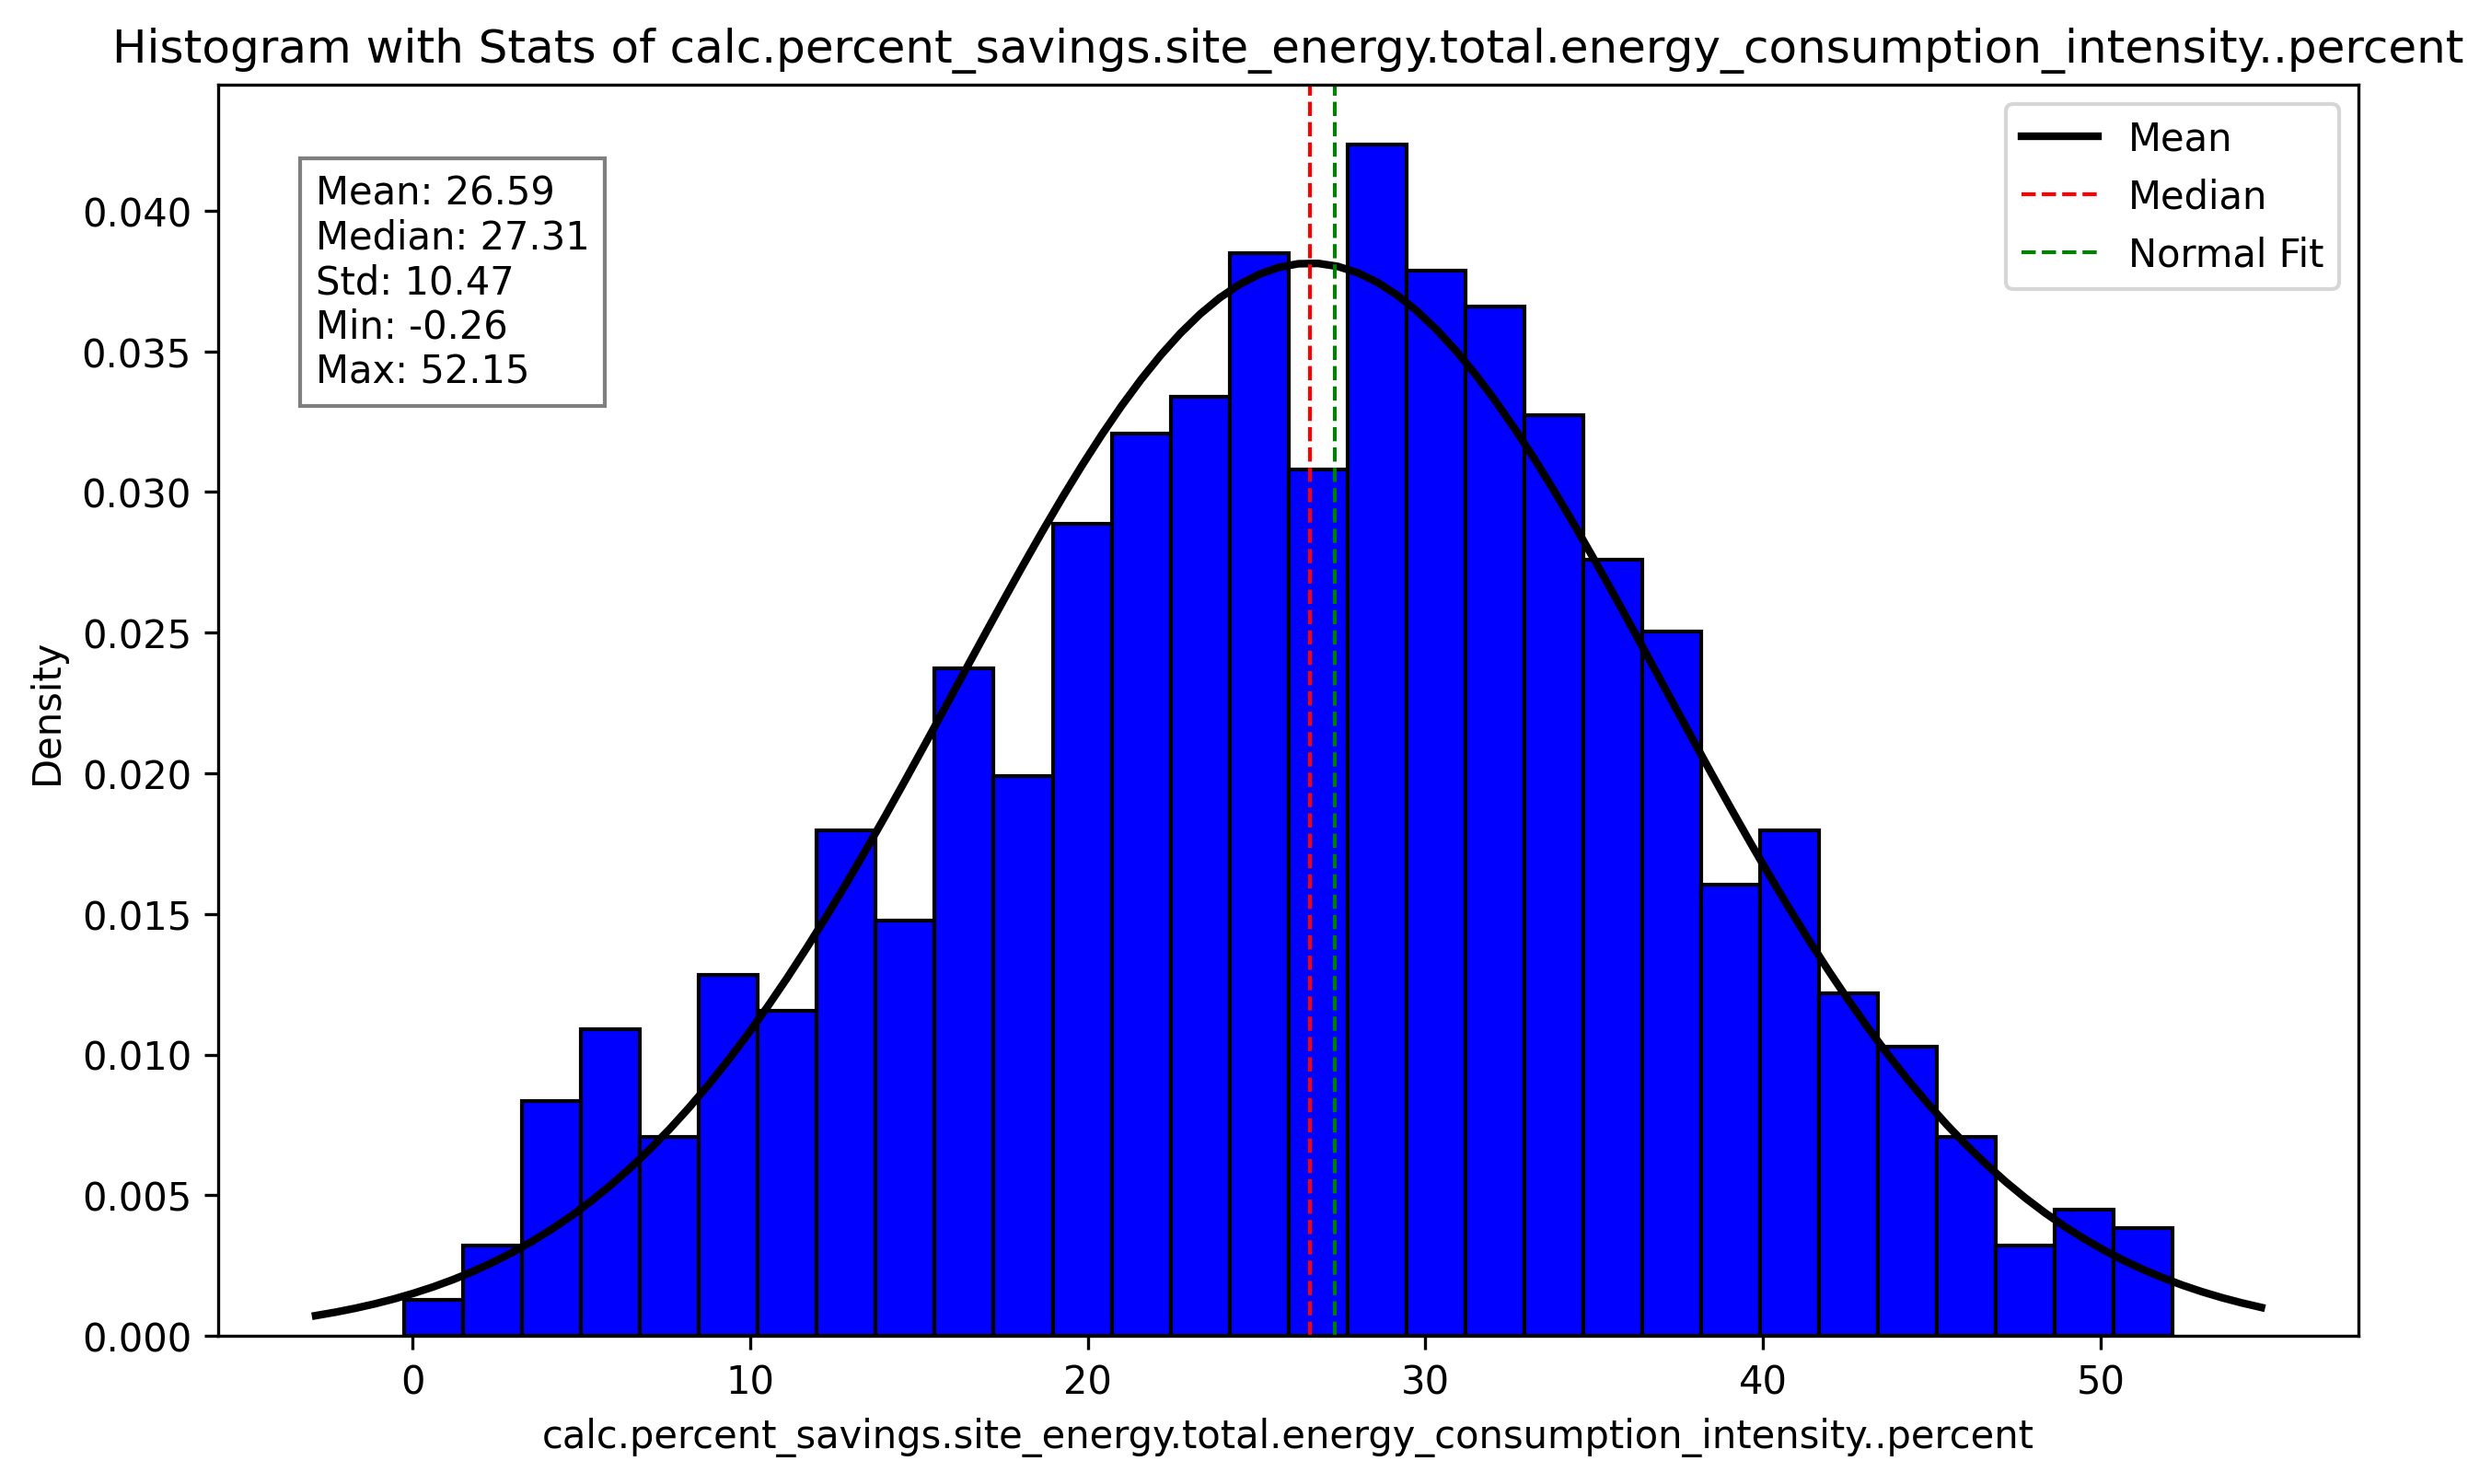 Histogram with Stats of calc.percent_savings.site_energy.total.energy_consumption_intensity..percent
Mean: 26.59
Median: 27.31
Std: 10.47
Min: -0.26
Max: 52.15
Mean
Median
Normal Fit
Density
0.040
0.035
0.030
0.025
0.020
0.015
0.010
0.005
0.000
0 10 20 30 40 50
calc.percent_savings.site_energy.total.energy_consumption_intensity..percent